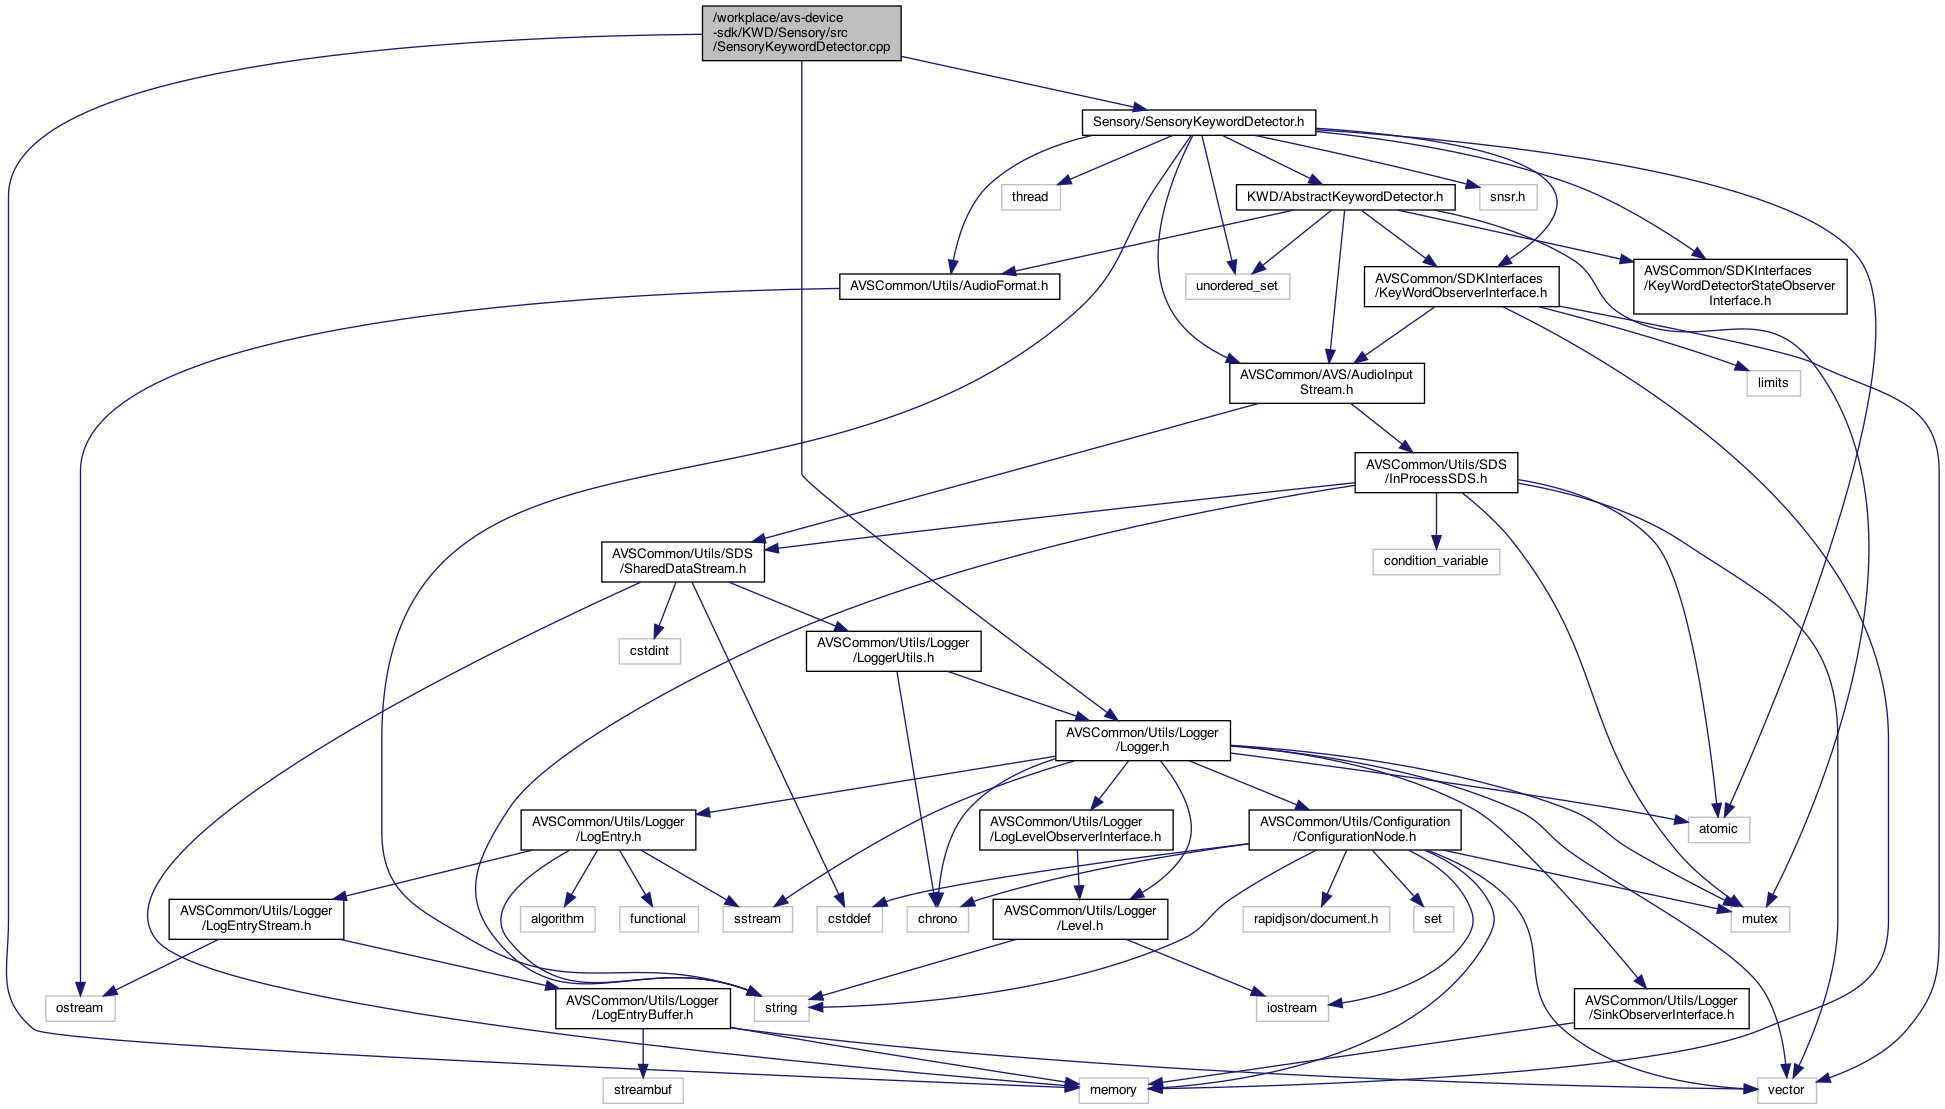 /workplace/avs-device
-sdk/KWD/Sensory/src
/SensoryKeywordDetector.cpp
Sensory/SensoryKeywordDetector.h
thread
KWD/AbstractKeywordDetector.h
snsr.h
AVSCommon/Utils/AudioFormat.h
unordered_set
AVSCommon/SDKInterfaces
/KeyWordObserverInterface.h
AVSCommon/SDKInterfaces
/KeyWordDetectorStateObserver
Interface.h
AVSCommon/AVS/AudioInput
Stream.h
limits
AVSCommon/Utils/SDS
/InProcessSDS.h
AVSCommon/Utils/SDS
/SharedDataStream.h
condition_variable
cstdint
AVSCommon/Utils/Logger
/LoggerUtils.h
AVSCommon/Utils/Logger
/Logger.h
AVSCommon/Utils/Logger
/LogEntry.h
AVSCommon/Utils/Logger
/LogLevelObserverInterface.h
AVSCommon/Utils/Configuration
/ConfigurationNode.h
atomic
AVSCommon/Utils/Logger
/LogEntryStream.h
algorithm
functional
sstream
cstddef
chrono
AVSCommon/Utils/Logger
/Level.h
rapidjson/document.h
set
mutex
ostream
AVSCommon/Utils/Logger
/LogEntryBuffer.h
string
iostream
AVSCommon/Utils/Logger
/SinkObserverInterface.h
streambuf
memory
vector